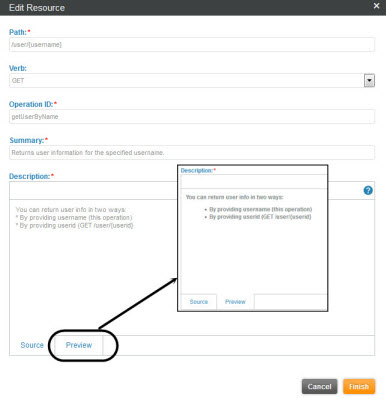 Edit Resource
Path:*
/user/{username}
Verb:
GET
Operation ID:*
getUserByName
Summary:*
Returns user information for the specified username.
Description:*
You can return user info in two ways:
* By providing username (this operation)
* By providing userid (GET /user/{userid}
Source
Preview
Description:*
You can return user info in two ways:
• By providing username (this operation)
• By providing userid (GET /user/{userid}
Source
Preview
Cancel
Finish